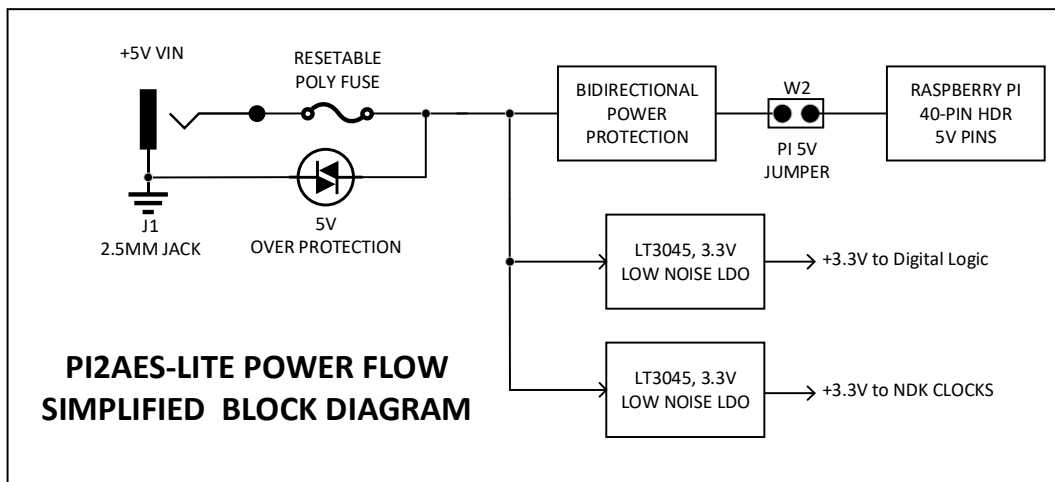 +5V VIN
RESETABLE
POLY FUSE
J1
2.5MM JACK
5V
OVER PROTECTION
BIDIRECTIONAL
POWER
PROTECTION
W2
PI 5V
JUMPER
RASPBERRY PI
40-PIN HDR
5V PINS
LT3045, 3.3V
LOW NOISE LDO
+3.3V to Digital Logic
LT3045, 3.3V
LOW NOISE LDO
+3.3V to NDK CLOCKS
PI2AES-LITE POWER FLOW
SIMPLIFIED BLOCK DIAGRAM